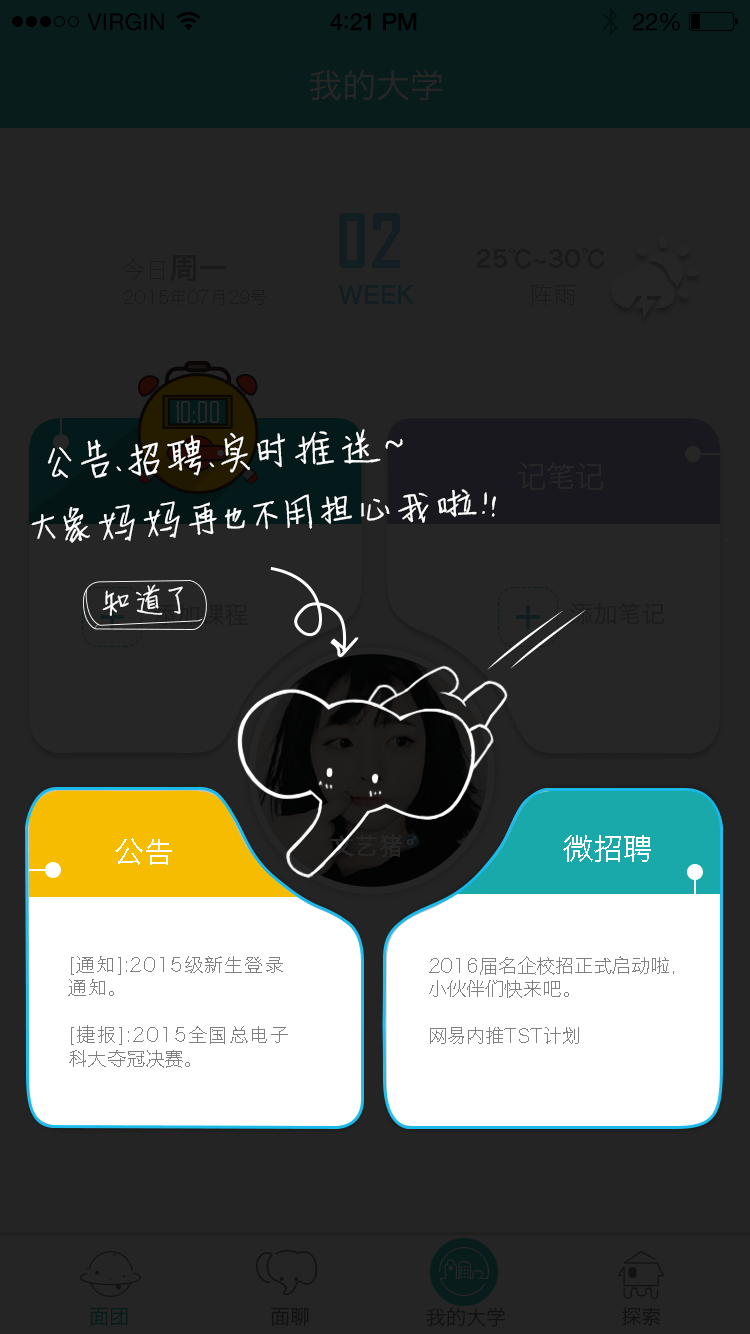 VIRGIN
4:21 PM
22%
我的大学
今日周一
2015年07月29号
02
WEEK
25℃~30℃
阵雨
10:00
公告、招聘、实时推送~
大象妈妈再也不用担心我啦!!
记笔记
知道了
添加课程
添加笔记
文艺猪
公告
微招聘
[通知]:2015级新生登录
通知。
[捷报]:2015全国总电子
科大夺冠决赛。
2016届名企校招正式启动啦,
小伙伴们快来吧。
网易内推TST计划
面团
面聊
我的大学
探索